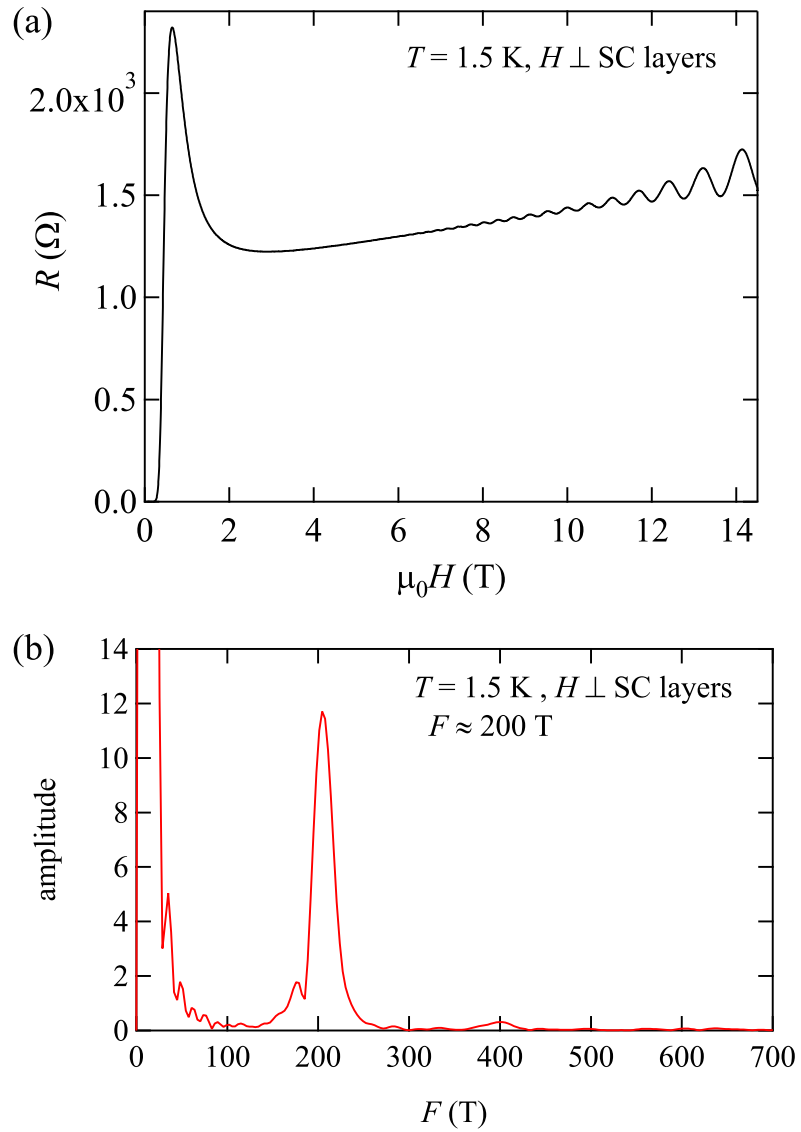 (a)
T = 1.5 K, H ⊥ SC layers
2.0x10³
1.5
1.0
0.5
0.0
R (Ω)
0 2 4 6 8 10 12 14
μ₀H (T)
(b)
14
12
10
8
6
4
2
0
T = 1.5 K , H ⊥ SC layers
F ≈ 200 T
amplitude
0 100 200 300 400 500 600 700
F (T)